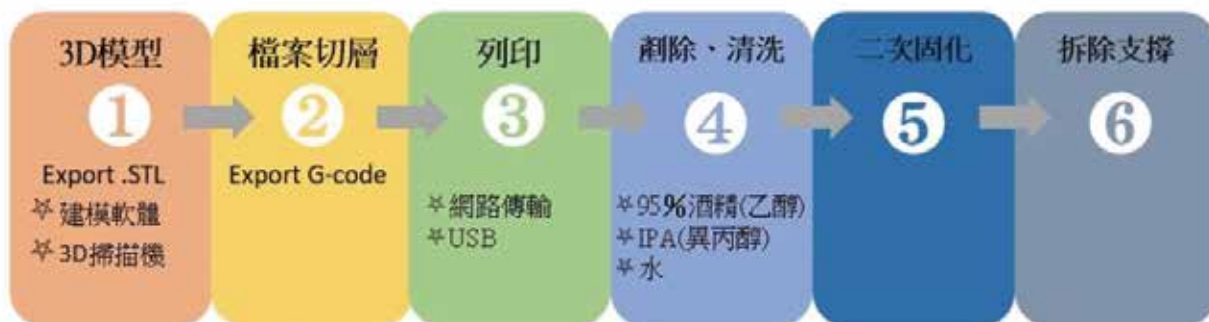 3D模型
1
Export .STL
建模軟體
3D掃描機
檔案切層
2
Export G-code
列印
3
網路傳輸
USB
剷除、清洗
4
95%酒精(乙醇)
IPA(異丙醇)
水
二次固化
5
拆除支撐
6